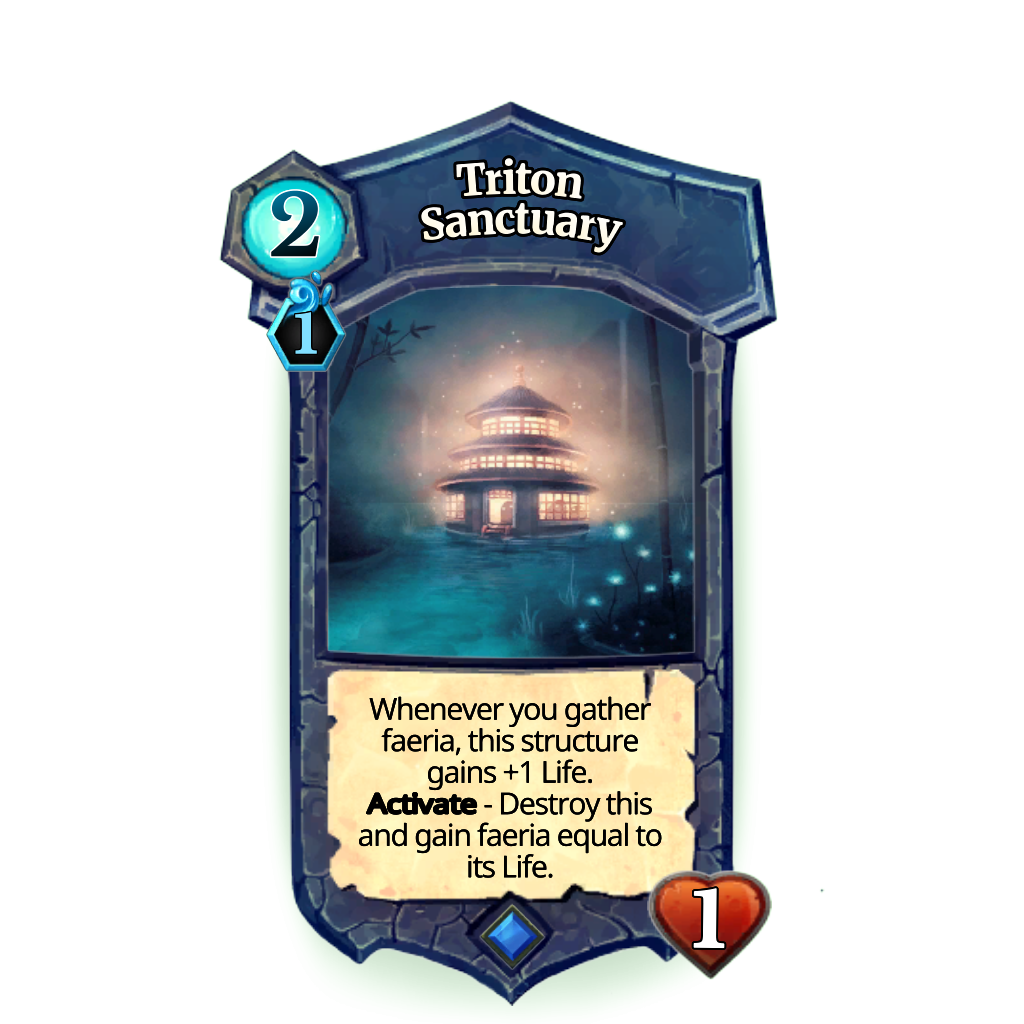 Triton
Sanctuary
2
1
Whenever you gather
faeria, this structure
gains +1 Life.
Activate - Destroy this
and gain faeria equal to
its Life.
1